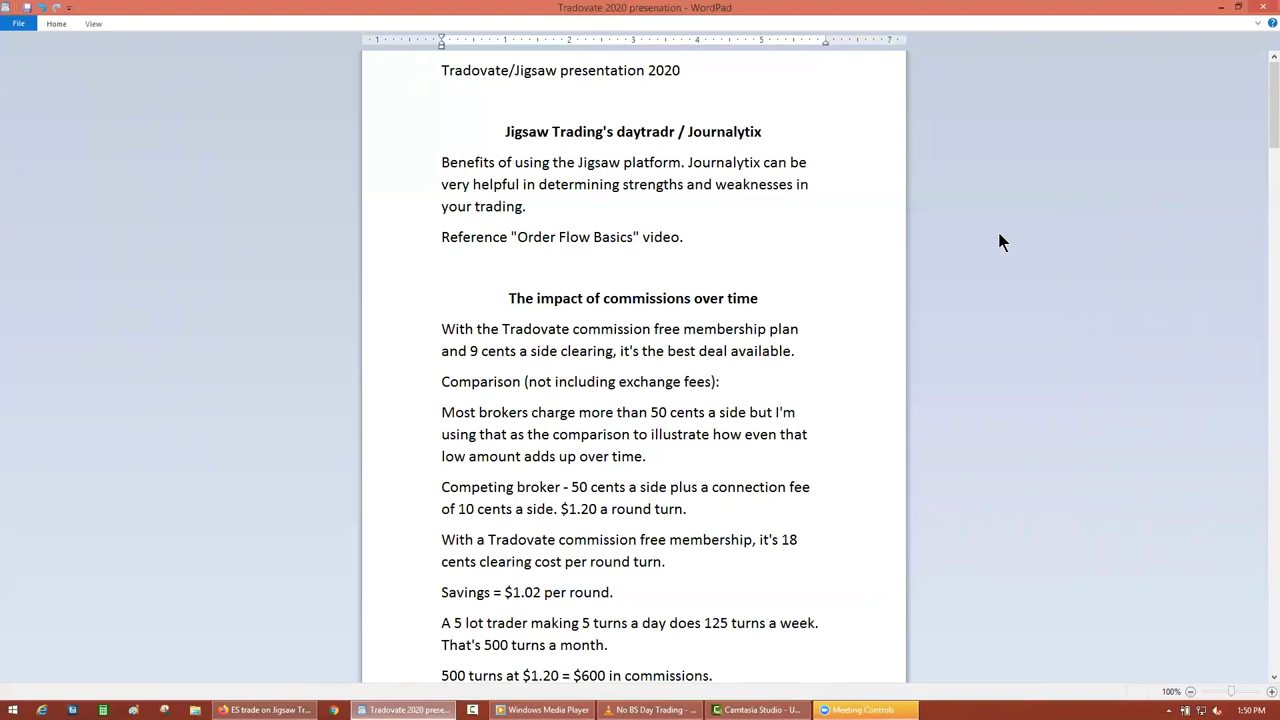 Tradovate 2020 presenation - WordPad
File Home View
1 1 2 3 4 5 7
Tradovate/Jigsaw presentation 2020
Jigsaw Trading's daytradr / Journalytix
Benefits of using the Jigsaw platform. Journalytix can be
very helpful in determining strengths and weaknesses in
your trading.
Reference "Order Flow Basics" video.
The impact of commissions over time
With the Tradovate commission free membership plan
and 9 cents a side clearing, it's the best deal available.
Comparison (not including exchange fees):
Most brokers charge more than 50 cents a side but I'm
using that as the comparison to illustrate how even that
low amount adds up over time.
Competing broker - 50 cents a side plus a connection fee
of 10 cents a side. $1.20 a round turn.
With a Tradovate commission free membership, it's 18
cents clearing cost per round turn.
Savings = $1.02 per round.
A 5 lot trader making 5 turns a day does 125 turns a week.
That's 500 turns a month.
500 turns at $1.20 = $600 in commissions.
100%
ES trade on Jigsaw Tr... Tradovate 2020 prese... Windows Media Player No BS Day Trading - ... Camtasia Studio - U... Meeting Controls 1:50 PM